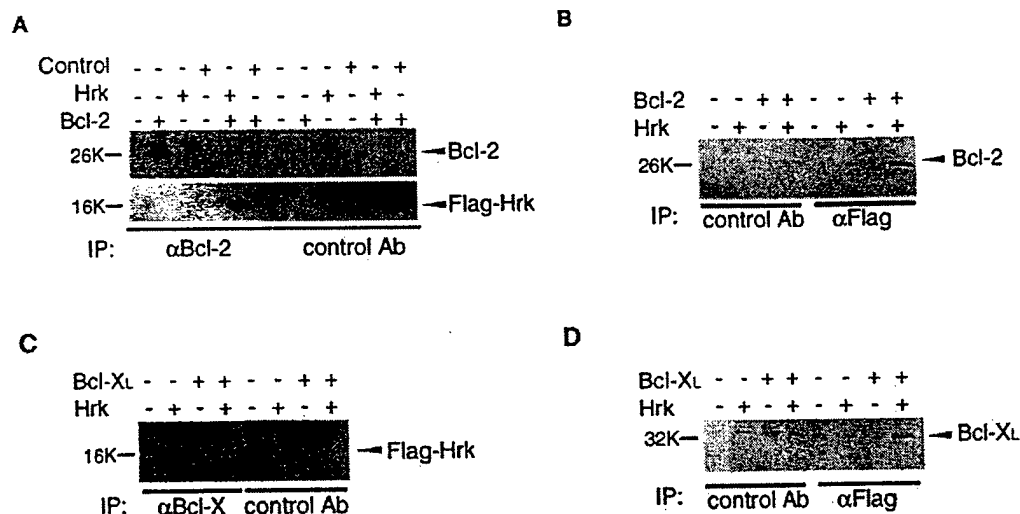 A
Control - - - + - + - - - + - +
Hrk - - + - + - - - + - + -
Bcl-2 - + - - + + - + - - + +
26K
Bcl-2
16K
Flag-Hrk
IP: αBcl-2 control Ab
B
Bcl-2 - - + + - - + +
Hrk - + - + - + - +
26K
Bcl-2
IP: control Ab αFlag
C
Bcl-XL - - + + - - + +
Hrk - + - + - + - +
16K
Flag-Hrk
IP: αBcl-X control Ab
D
Bcl-XL - - + + - - + +
Hrk - + - + - + - +
32K
Bcl-XL
IP: control Ab αFlag